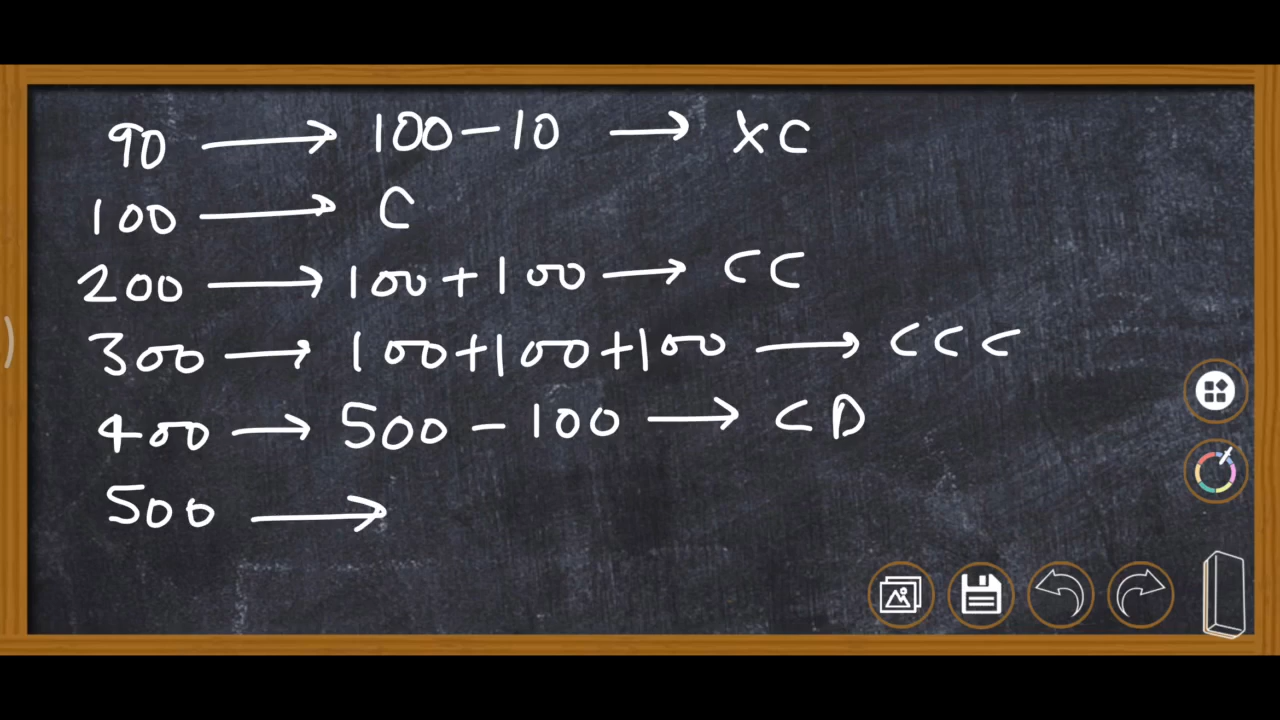 90 → 100-10 → XC
100 → C
200 → 100+100 → CC
300 → 100+100+100 → CCC
400 → 500-100 → CD
500 →